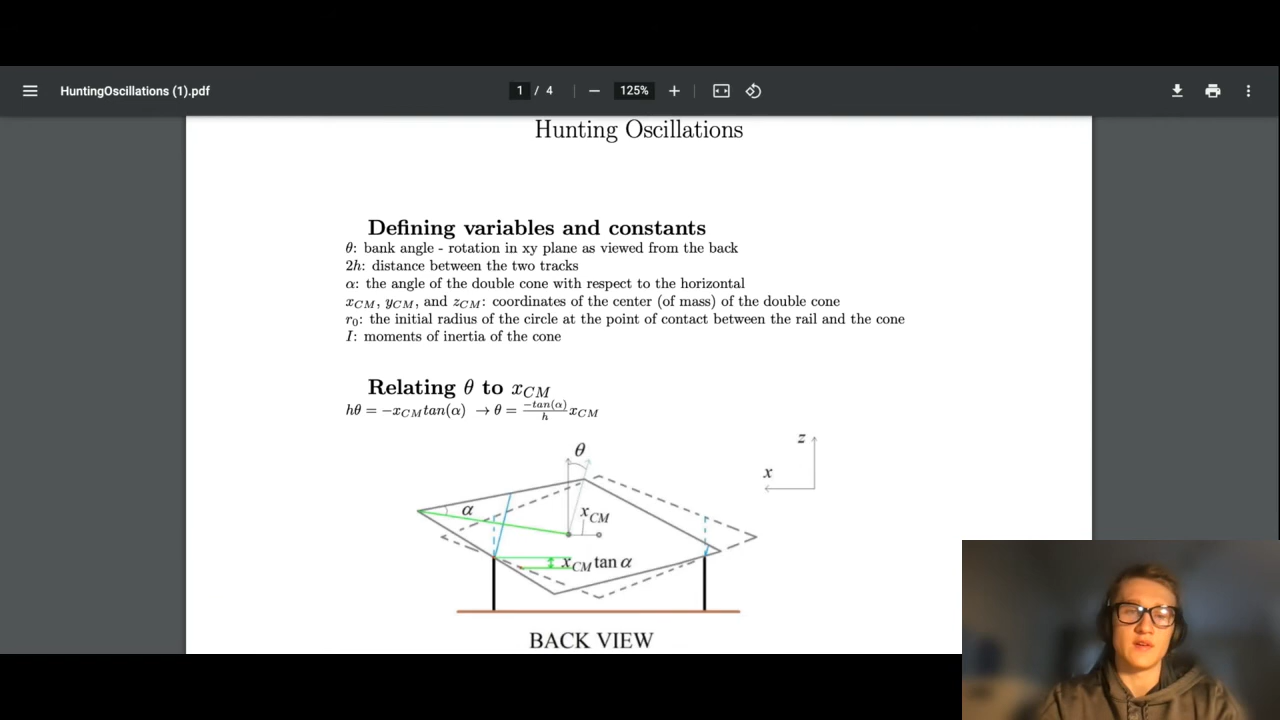 HuntingOscillations (1).pdf
1 / 4
125%
Hunting Oscillations
Defining variables and constants
θ: bank angle - rotation in xy plane as viewed from the back
2h: distance between the two tracks
α: the angle of the double cone with respect to the horizontal
x_CM, y_CM, and z_CM: coordinates of the center (of mass) of the double cone
r_0: the initial radius of the circle at the point of contact between the rail and the cone
I: moments of inertia of the cone
Relating θ to x_CM
hθ = −x_CM tan(α) → θ = −tan(α)/h x_CM
θ
z
x
α
x_CM
x_CM tan α
BACK VIEW